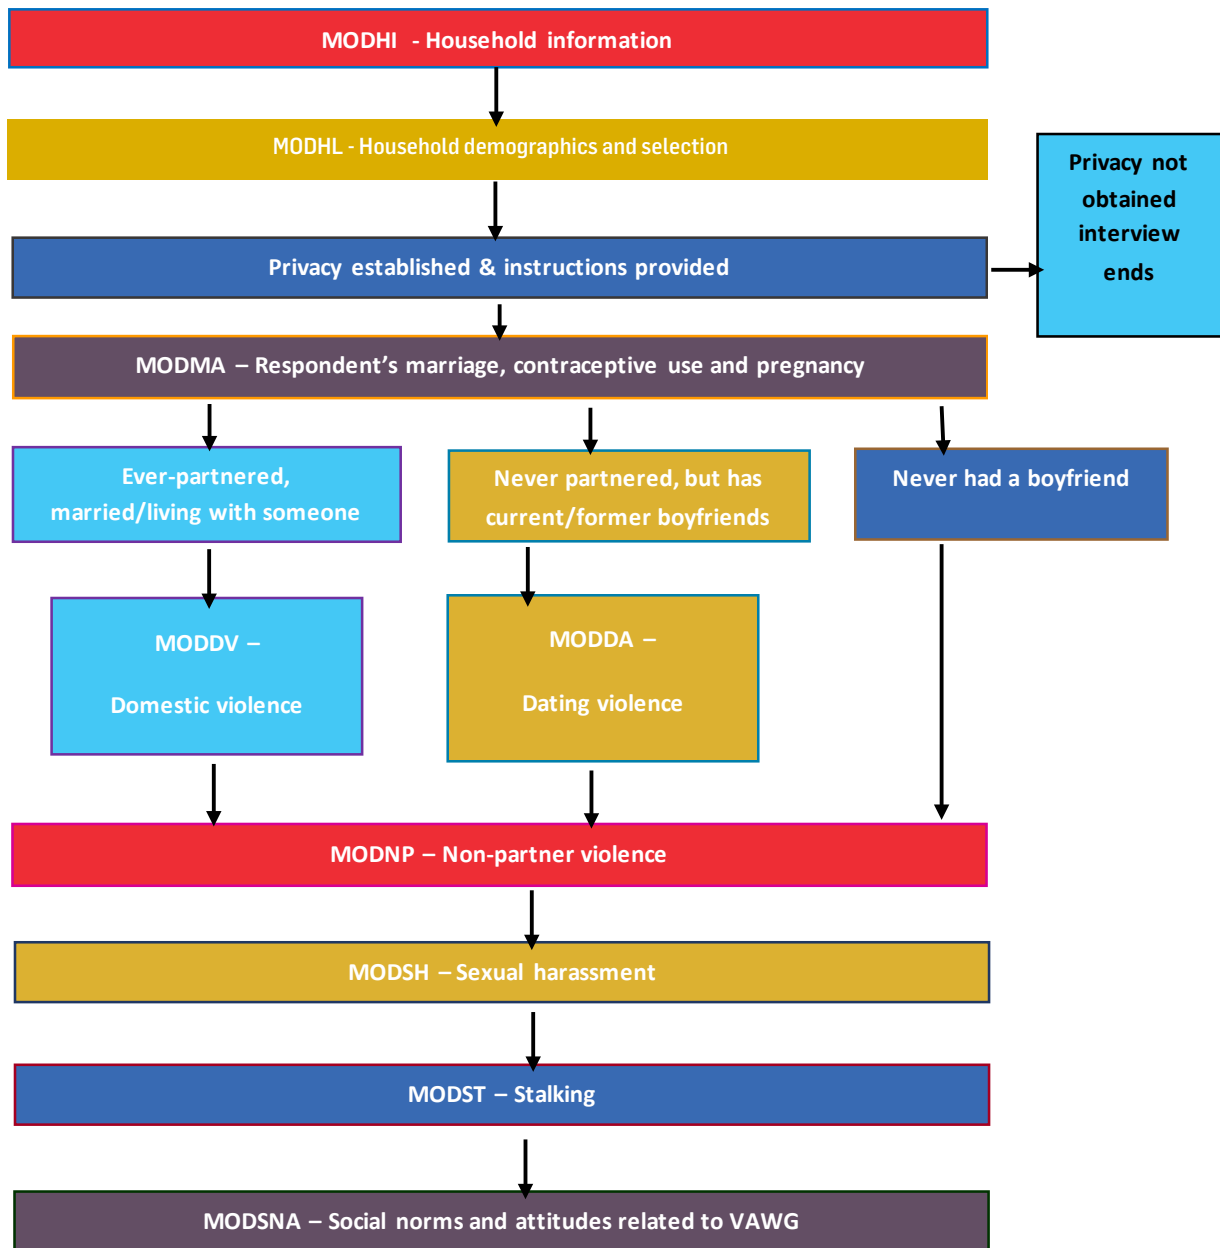 MODHI - Household information
MODHL - Household demographics and selection
Privacy not
obtained
interview
ends
Privacy established & instructions provided
MODMA – Respondent’s marriage, contraceptive use and pregnancy
Ever-partnered,
married/living with someone
Never partnered, but has
current/former boyfriends
Never had a boyfriend
MODDV –
Domestic violence
MODDA –
Dating violence
MODNP – Non-partner violence
MODSH – Sexual harassment
MODST – Stalking
MODSNA – Social norms and attitudes related to VAWG